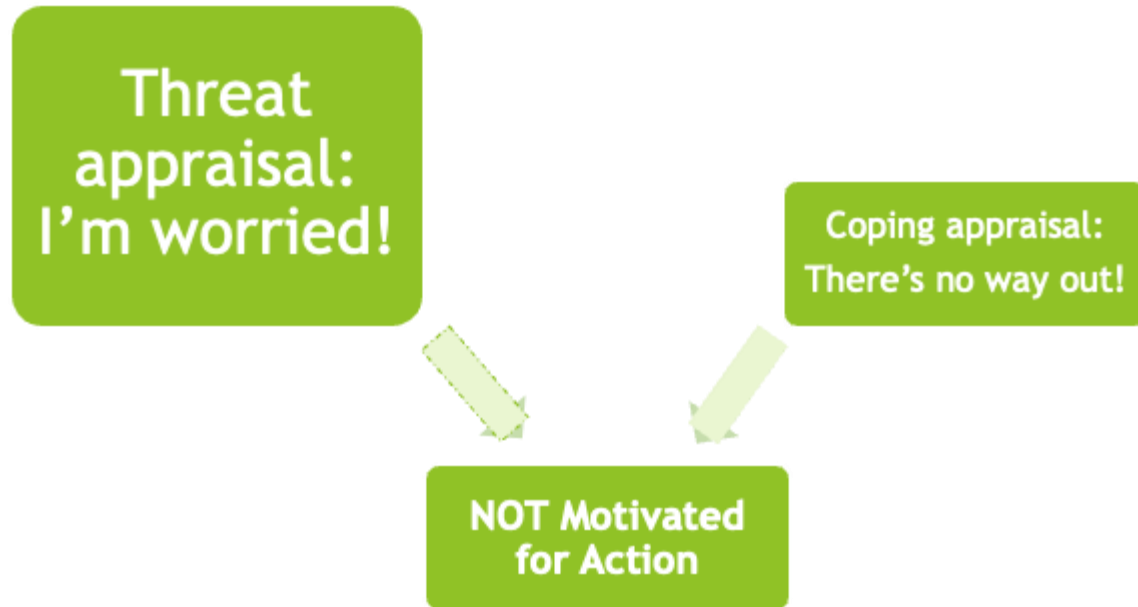 Threat
appraisal:
I'm worried!
Coping appraisal:
There's no way out!
NOT Motivated
for Action